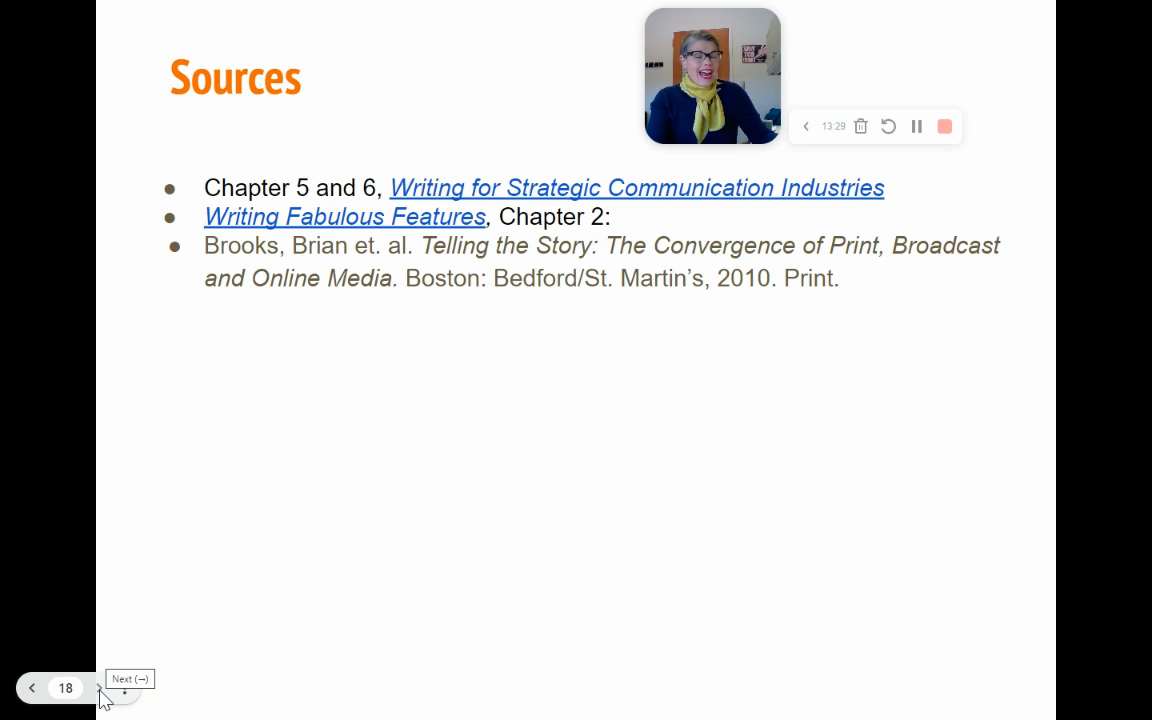 Sources
13:29
Chapter 5 and 6, Writing for Strategic Communication Industries
Writing Fabulous Features, Chapter 2:
Brooks, Brian et. al. Telling the Story: The Convergence of Print, Broadcast
and Online Media. Boston: Bedford/St. Martin’s, 2010. Print.
Next (→)
18